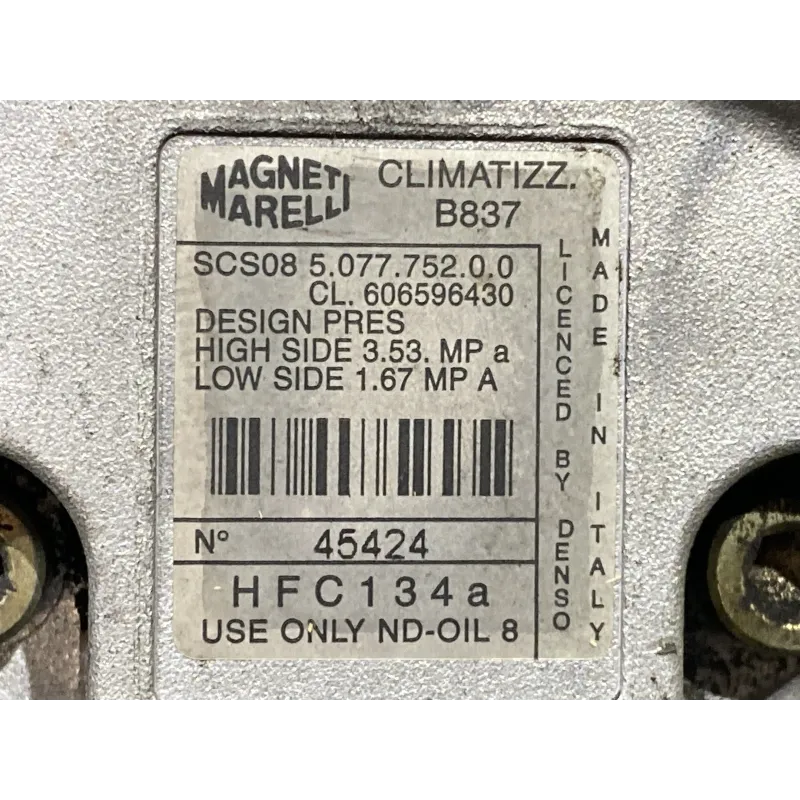 MAGNETI
MARELLI
CLIMATIZZ.
B837
SCS08 5.077.752.0.0
CL. 606596430
DESIGN PRES
HIGH SIDE 3.53. MP a
LOW SIDE 1.67 MP A
N° 45424
HFC134a
USE ONLY ND-OIL 8
LICENCED BY DENSO
MADE IN ITALY